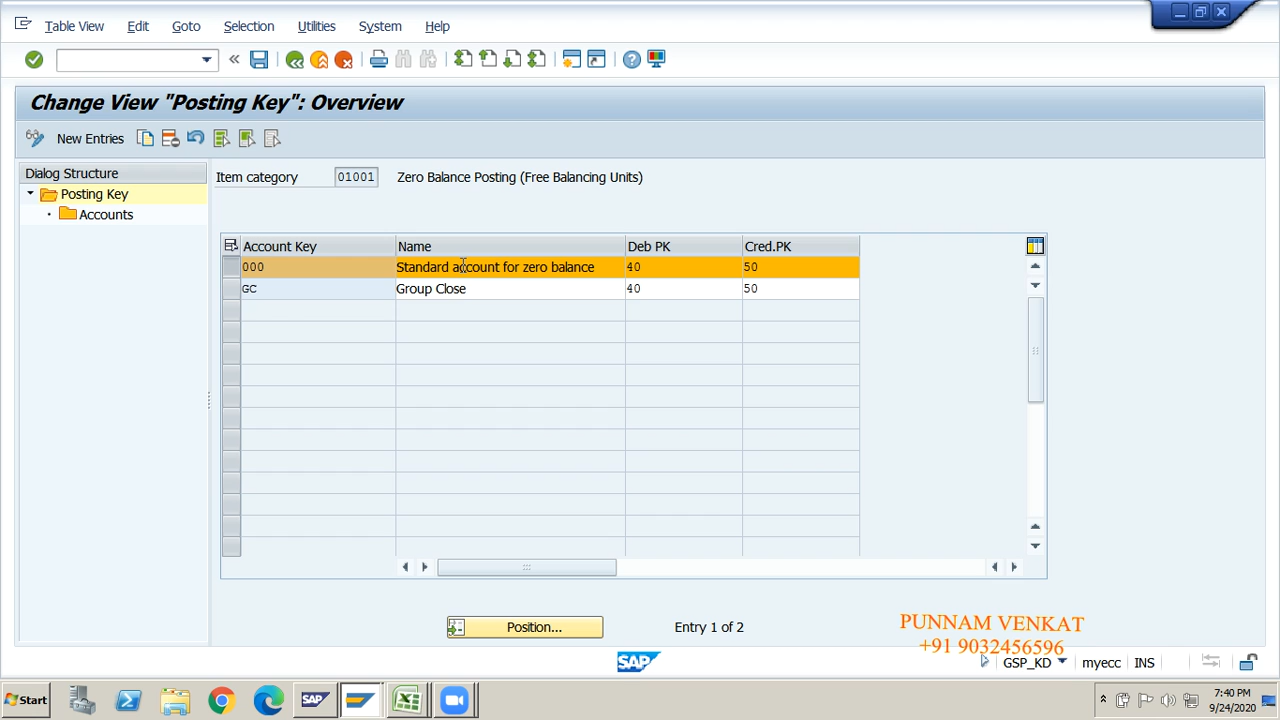 Table View Edit Goto Selection Utilities System Help
Change View "Posting Key": Overview
New Entries
Dialog Structure
Posting Key
Accounts
Item category 01001 Zero Balance Posting (Free Balancing Units)
Account Key Name Deb PK Cred.PK
000 Standard account for zero balance 40 50
GC Group Close 40 50
Position... Entry 1 of 2
PUNNAM VENKAT
+91 9032456596
SAP GSP_KD myecc INS
Start SAP 7:40 PM
9/24/2020